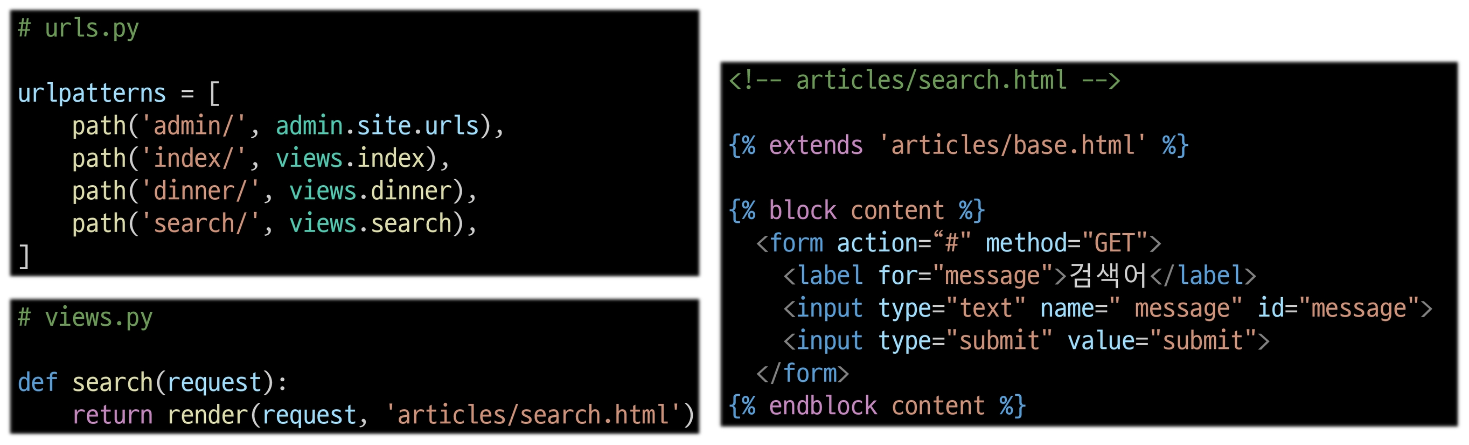 # urls.py
urlpatterns = [
    path('admin/', admin.site.urls),
    path('index/', views.index),
    path('dinner/', views.dinner),
    path('search/', views.search),
]
# views.py
def search(request):
    return render(request, 'articles/search.html')
<!-- articles/search.html -->
{% extends 'articles/base.html' %}
{% block content %}
  <form action=“#" method="GET">
    <label for="message">검색어</label>
    <input type="text" name=" message" id="message">
    <input type="submit" value="submit">
  </form>
{% endblock content %}